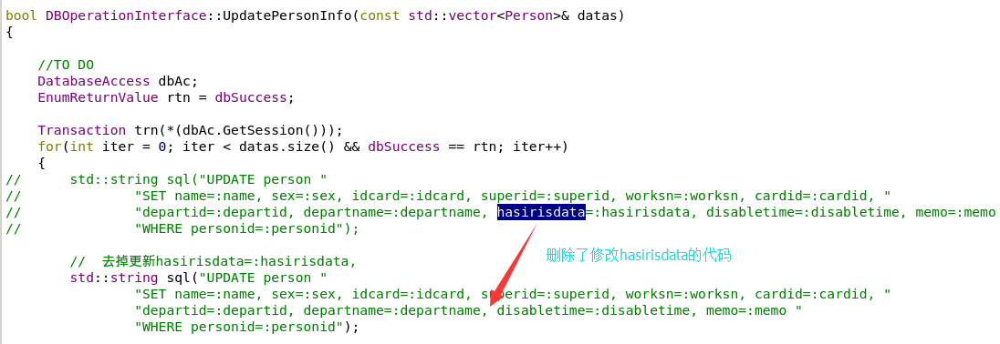 bool DBOperationInterface::UpdatePersonInfo(const std::vector<Person>& datas)
{
//TO DO
DatabaseAccess dbAc;
EnumReturnValue rtn = dbSuccess;
Transaction trn(*(dbAc.GetSession()));
for(int iter = 0; iter < datas.size() && dbSuccess == rtn; iter++)
{
// std::string sql("UPDATE person "
// "SET name=:name, sex=:sex, idcard=:idcard, superid=:superid, worksn=:worksn, cardid=:cardid, "
// "departid=:departid, departname=:departname, hasirisdata=:hasirisdata, disabletime=:disabletime, memo=:memo
// "WHERE personid=:personid");
// 去掉更新hasirisdata=:hasirisdata,
删除了修改hasirisdata的代码
std::string sql("UPDATE person "
"SET name=:name, sex=:sex, idcard=:idcard, superid=:superid, worksn=:worksn, cardid=:cardid, "
"departid=:departid, departname=:departname, disabletime=:disabletime, memo=:memo "
"WHERE personid=:personid");